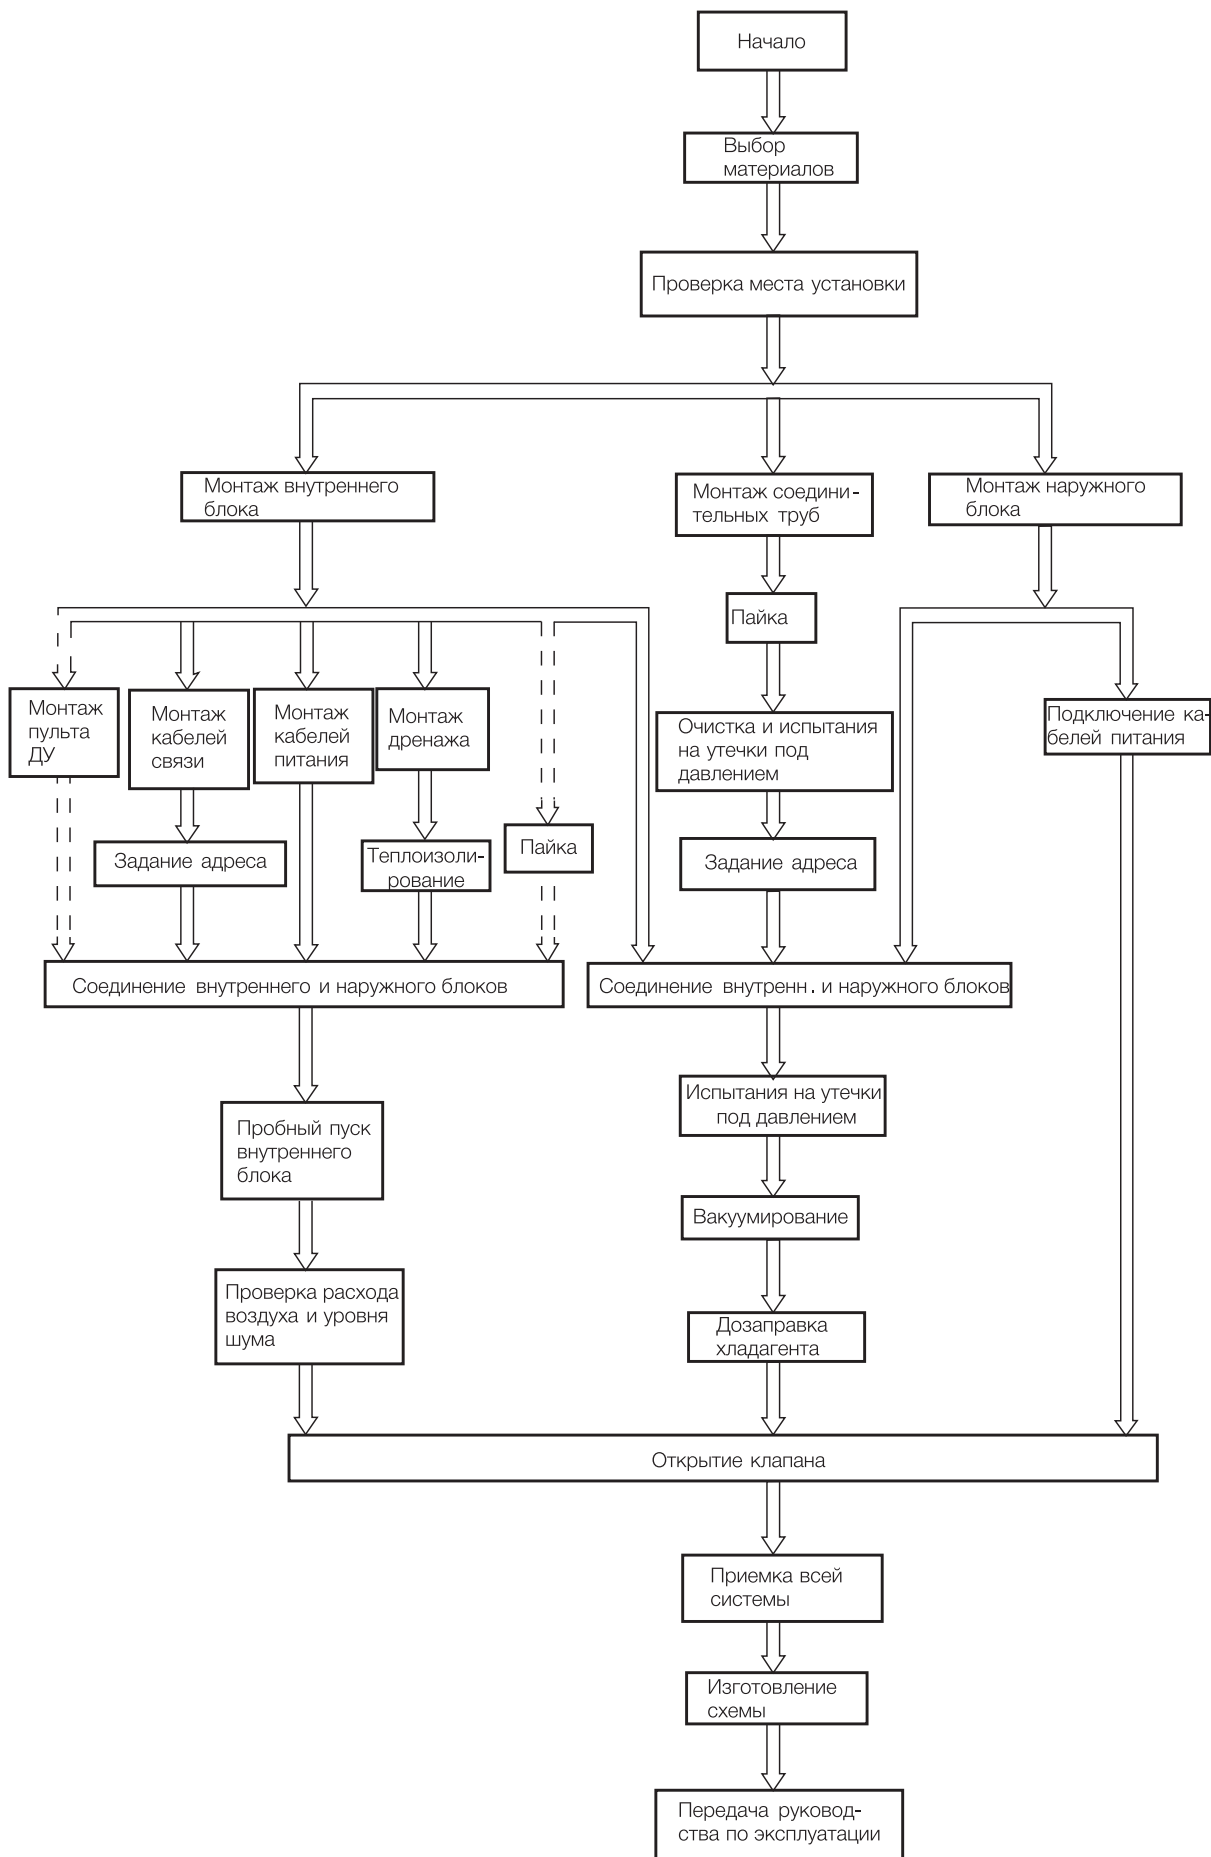 Начало
Выбор
материалов
Проверка места установки
Монтаж внутреннего
блока
Монтаж соедини-
тельных труб
Монтаж наружного
блока
Пайка
Монтаж
пульта
ДУ
Монтаж
кабелей
связи
Монтаж
кабелей
питания
Монтаж
дренажа
Очистка и испытания
на утечки под
давлением
Подключение ка-
белей питания
Задание адреса
Теплоизоли-
рование
Пайка
Задание адреса
Соединение внутреннего и наружного блоков
Соединение внутренн. и наружного блоков
Испытания на утечки
под давлением
Пробный пуск
внутреннего
блока
Вакуумирование
Проверка расхода
воздуха и уровня
шума
Дозаправка
хладагента
Открытие клапана
Приемка всей
системы
Изготовление
схемы
Передача руковод-
ства по эксплуатации